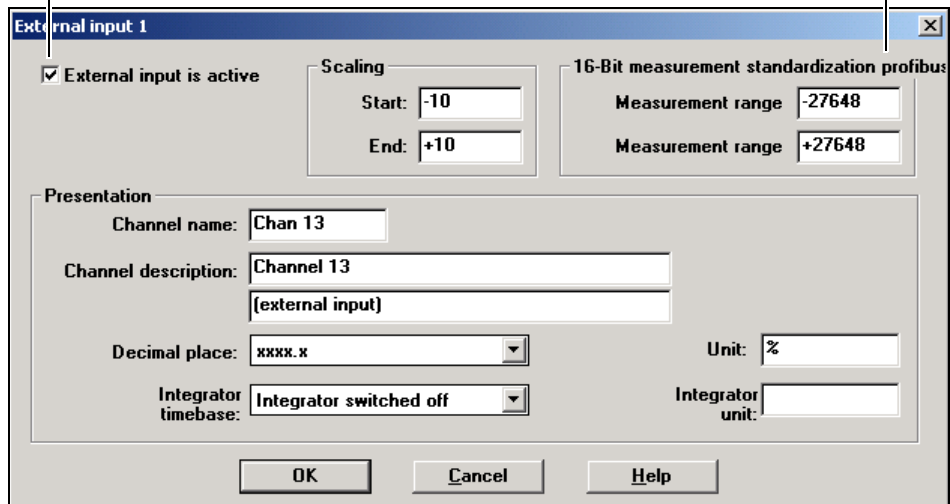 External input 1
External input is active
Scaling
Start: -10
End: +10
16-Bit measurement standardization profibus
Measurement range -27648
Measurement range +27648
Presentation
Channel name: Chan 13
Channel description: Channel 13
(external input)
Decimal place: xxxx.x
Unit: %
Integrator timebase: Integrator switched off
Integrator unit:
OK
Cancel
Help